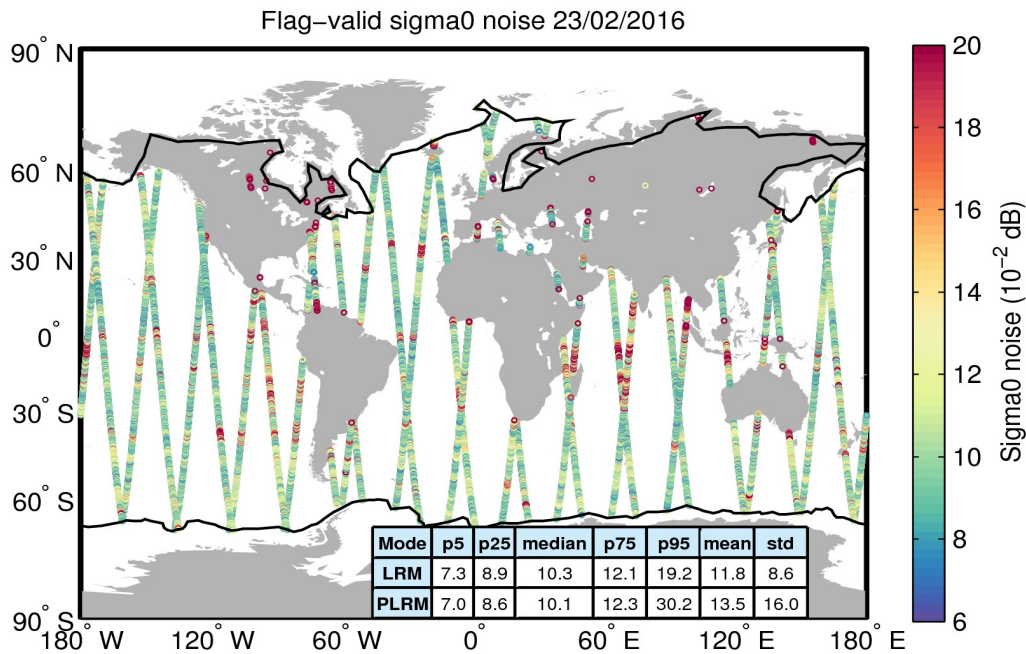 Flag−valid sigma0 noise 23/02/2016
90° N
60° N
30° N
0°
30° S
60° S
90° S
180° W
120° W
60° W
0°
60° E
120° E
180° E
Mode p5 p25 median p75 p95 mean std
LRM 7.3 8.9 10.3 12.1 19.2 11.8 8.6
PLRM 7.0 8.6 10.1 12.3 30.2 13.5 16.0
20
18
16
14
12
10
8
6
Sigma0 noise (10⁻² dB)